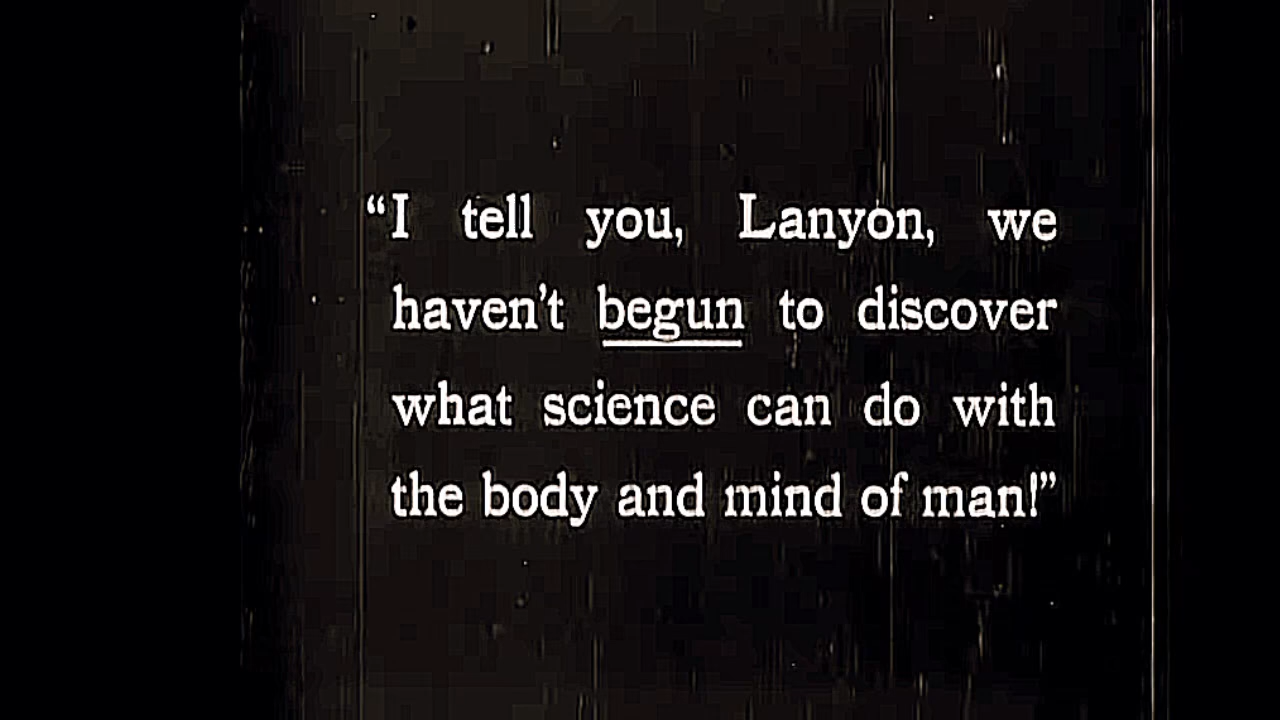 “I tell you, Lanyon, we
haven’t begun to discover
what science can do with
the body and mind of man!”